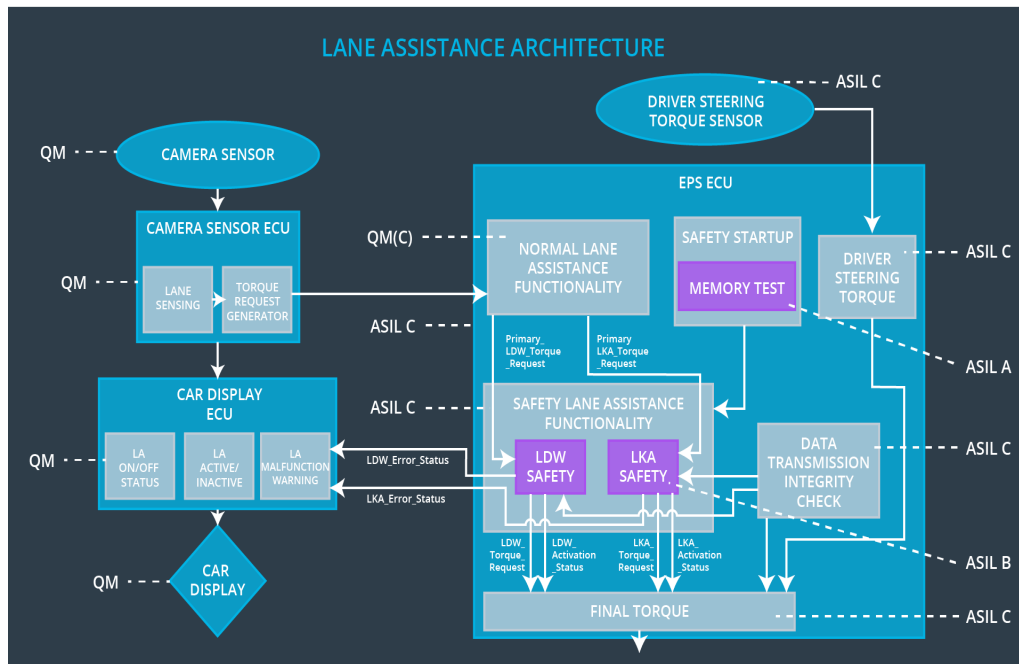 LANE ASSISTANCE ARCHITECTURE
ASIL C
DRIVER STEERING
TORQUE SENSOR
QM
CAMERA SENSOR
EPS ECU
CAMERA SENSOR ECU
QM(C)
NORMAL LANE
ASSISTANCE
FUNCTIONALITY
SAFETY STARTUP
MEMORY TEST
DRIVER
STEERING
TORQUE
ASIL C
QM
LANE
SENSING
TORQUE
REQUEST
GENERATOR
ASIL C
Primary_
LDW_Torque
_Request
Primary
LKA_Torque
_Request
ASIL A
CAR DISPLAY
ECU
ASIL C
SAFETY LANE ASSISTANCE
FUNCTIONALITY
QM
LA
ON/OFF
STATUS
LA
ACTIVE/
INACTIVE
LA
MALFUNCTION
WARNING
LDW_Error_Status
LKA_Error_Status
LDW
SAFETY
LKA
SAFETY
DATA
TRANSMISSION
INTEGRITY
CHECK
ASIL C
LDW_
Torque_
Request
LDW_
Activation
_Status
LKA_
Torque_
Request
LKA_
Activation
_Status
ASIL B
QM
CAR
DISPLAY
FINAL TORQUE
ASIL C